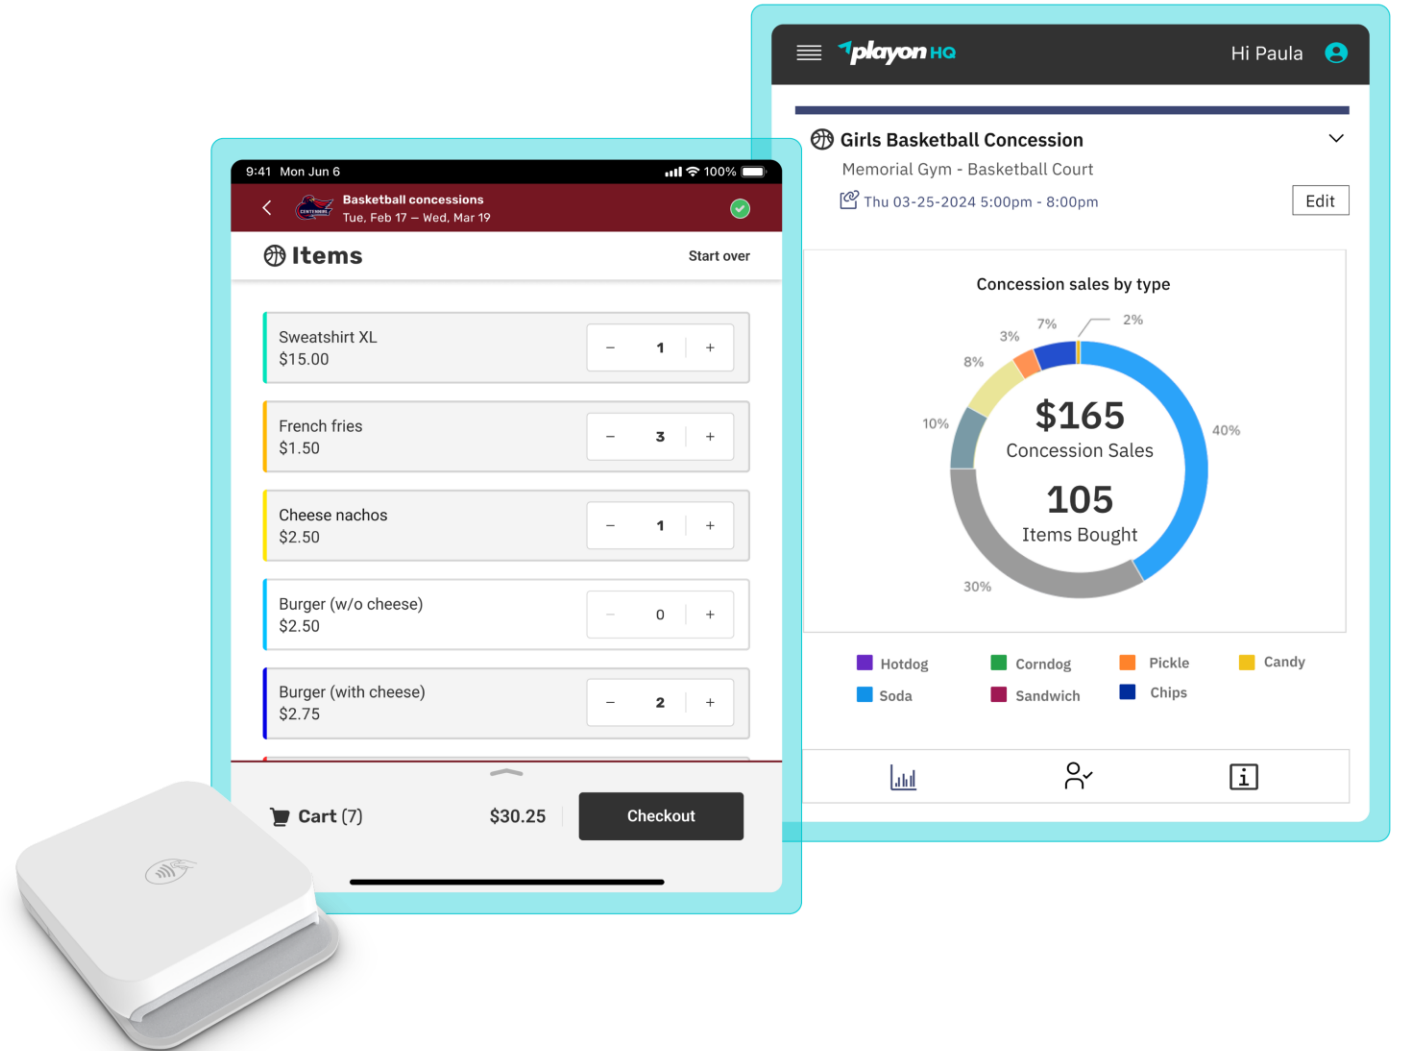 playon HQ
Hi Paula
Girls Basketball Concession
Memorial Gym - Basketball Court
Thu 03-25-2024 5:00pm - 8:00pm
Edit
Concession sales by type
2%
7%
3%
8%
10%
40%
30%
$165
Concession Sales
105
Items Bought
Hotdog
Corndog
Pickle
Candy
Soda
Sandwich
Chips
9:41 Mon Jun 6
100%
Basketball concessions
Tue, Feb 17 – Wed, Mar 19
Items
Start over
Sweatshirt XL
$15.00
− 1 +
French fries
$1.50
− 3 +
Cheese nachos
$2.50
− 1 +
Burger (w/o cheese)
$2.50
− 0 +
Burger (with cheese)
$2.75
− 2 +
Cart (7)
$30.25
Checkout